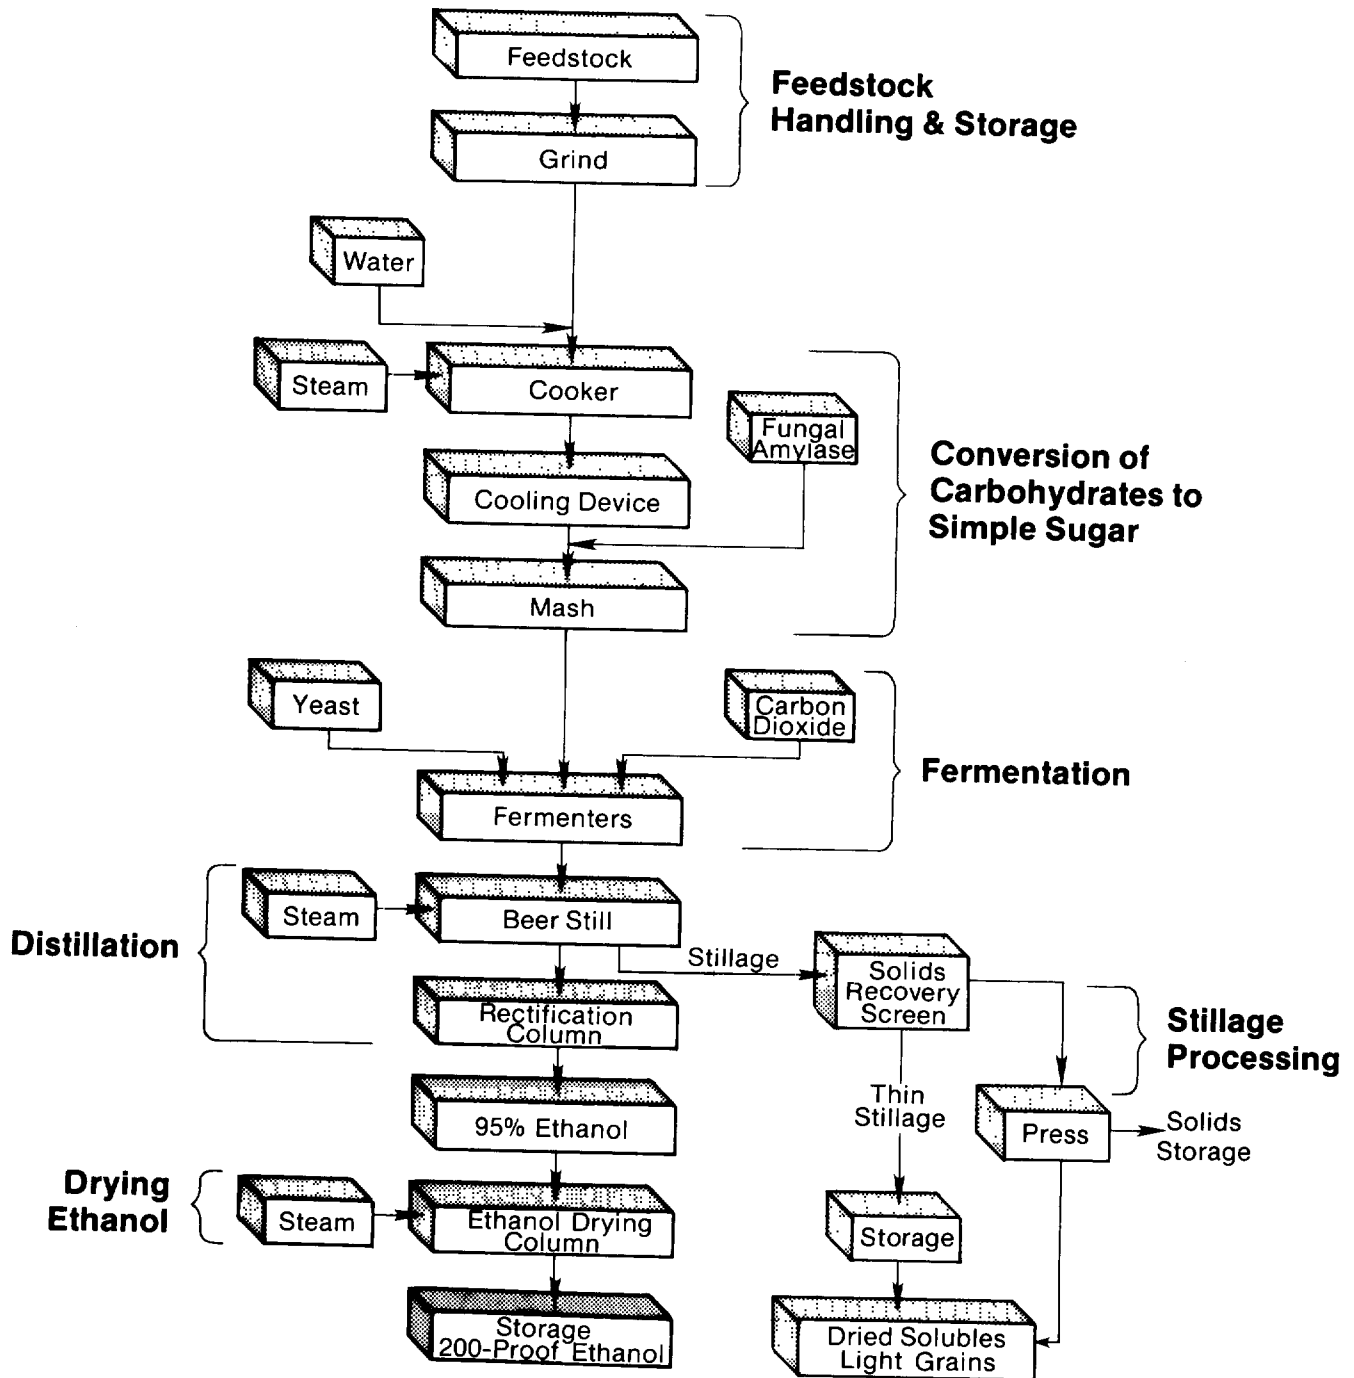 Feedstock
Feedstock
Handling & Storage
Grind
Water
Steam
Cooker
Fungal
Amylase
Conversion of
Carbohydrates to
Simple Sugar
Cooling Device
Mash
Yeast
Carbon
Dioxide
Fermentation
Fermenters
Distillation
Steam
Beer Still
Stillage
Solids
Recovery
Screen
Rectification
Column
Stillage
Processing
Thin
Stillage
95% Ethanol
Press
Solids
Storage
Drying
Ethanol
Steam
Ethanol Drying
Column
Storage
Storage
200-Proof Ethanol
Dried Solubles
Light Grains